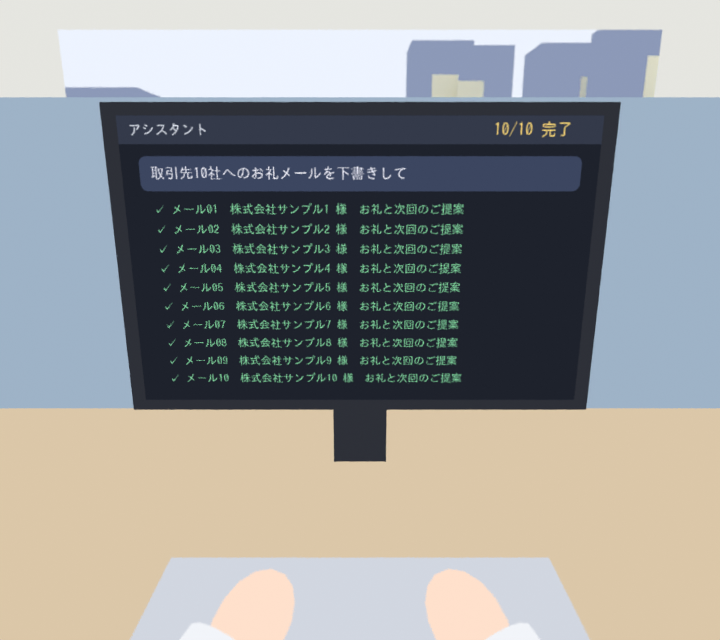 アシスタント
10/10 完了
取引先10社へのお礼メールを下書きして
✓ メール01 株式会社サンプル1 様 お礼と次回のご提案
✓ メール02 株式会社サンプル2 様 お礼と次回のご提案
✓ メール03 株式会社サンプル3 様 お礼と次回のご提案
✓ メール04 株式会社サンプル4 様 お礼と次回のご提案
✓ メール05 株式会社サンプル5 様 お礼と次回のご提案
✓ メール06 株式会社サンプル6 様 お礼と次回のご提案
✓ メール07 株式会社サンプル7 様 お礼と次回のご提案
✓ メール08 株式会社サンプル8 様 お礼と次回のご提案
✓ メール09 株式会社サンプル9 様 お礼と次回のご提案
✓ メール10 株式会社サンプル10 様 お礼と次回のご提案